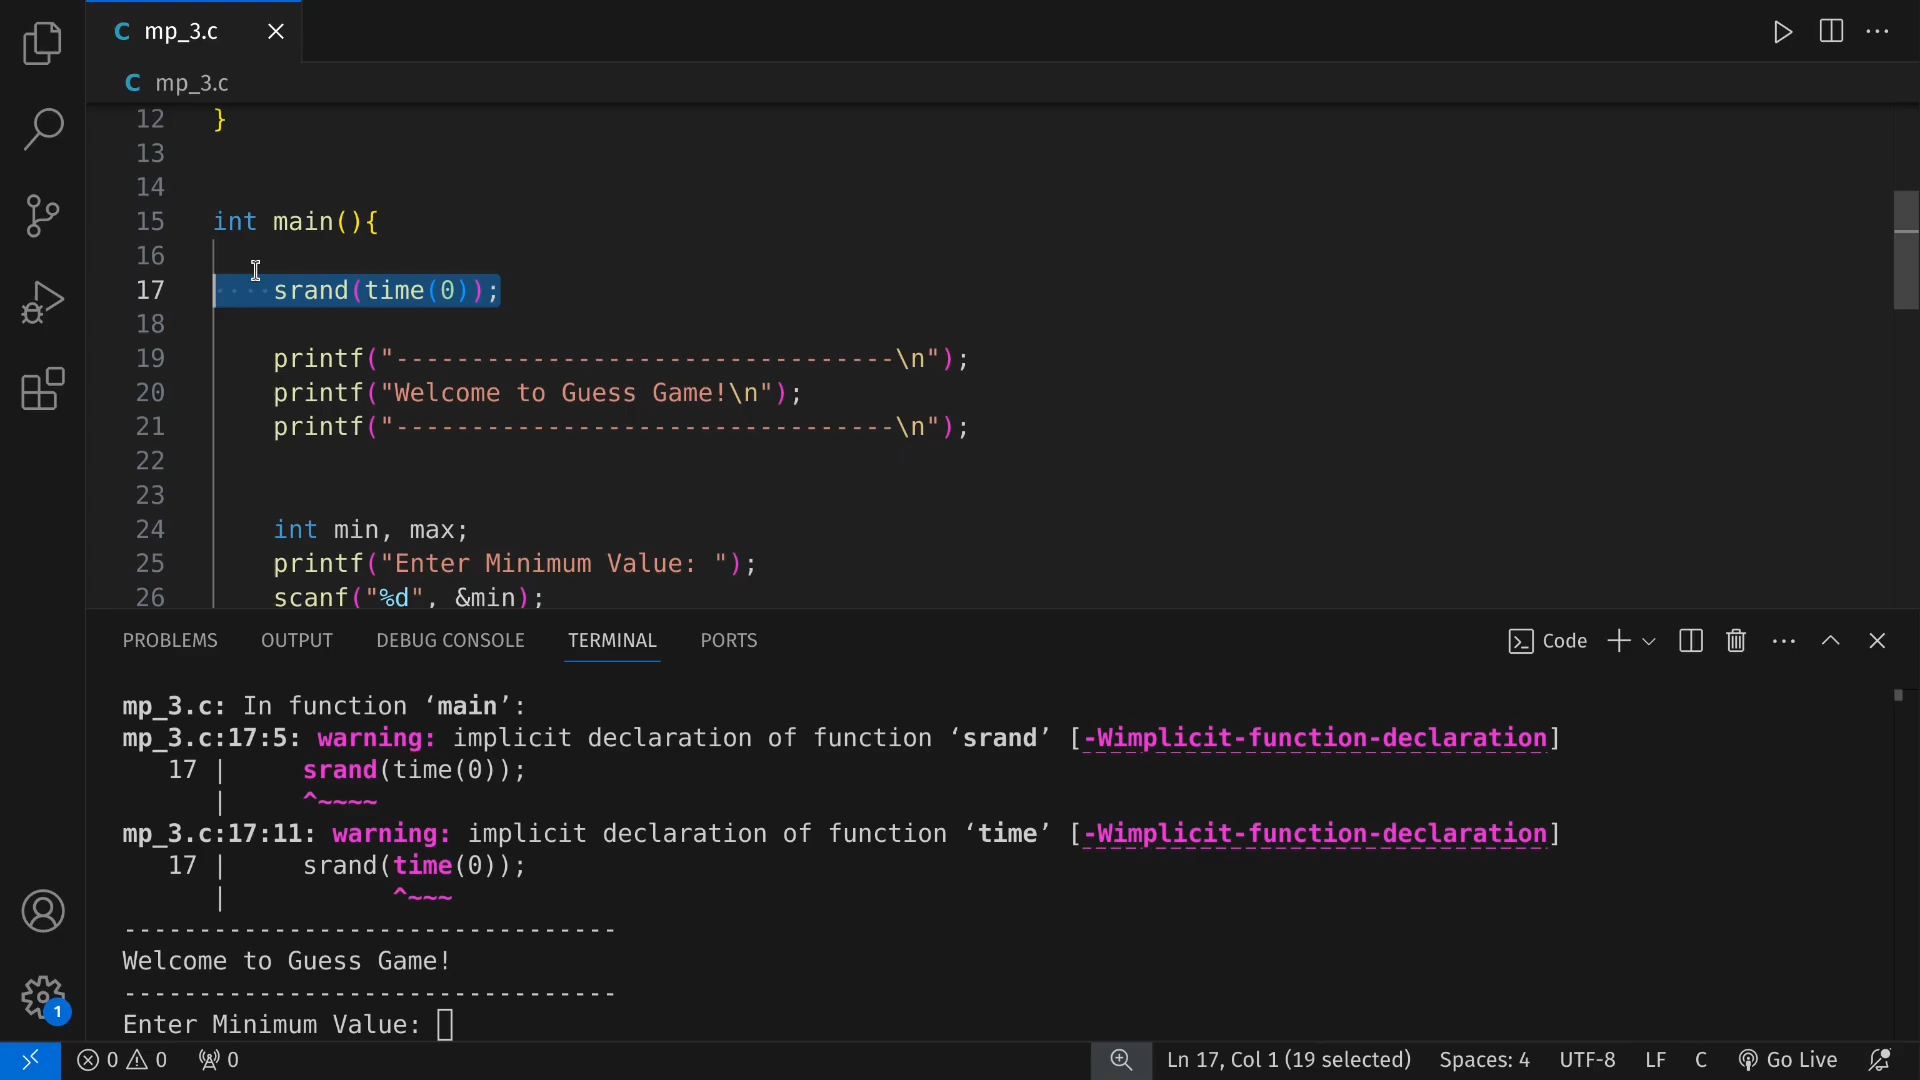 mp_3.c
mp_3.c
12 }
13
14
15 int main(){
16
17 srand(time(0));
18
19 printf("---------------------------------\n");
20 printf("Welcome to Guess Game!\n");
21 printf("---------------------------------\n");
22
23
24 int min, max;
25 printf("Enter Minimum Value: ");
26 scanf("%d", &min);
PROBLEMS OUTPUT DEBUG CONSOLE TERMINAL PORTS Code
mp_3.c: In function ‘main’:
mp_3.c:17:5: warning: implicit declaration of function ‘srand’ [-Wimplicit-function-declaration]
17 | srand(time(0));
| ^~~~~
mp_3.c:17:11: warning: implicit declaration of function ‘time’ [-Wimplicit-function-declaration]
17 | srand(time(0));
| ^~~~
---------------------------------
Welcome to Guess Game!
---------------------------------
Enter Minimum Value:
1
0 0 0 Ln 17, Col 1 (19 selected) Spaces: 4 UTF-8 LF C Go Live